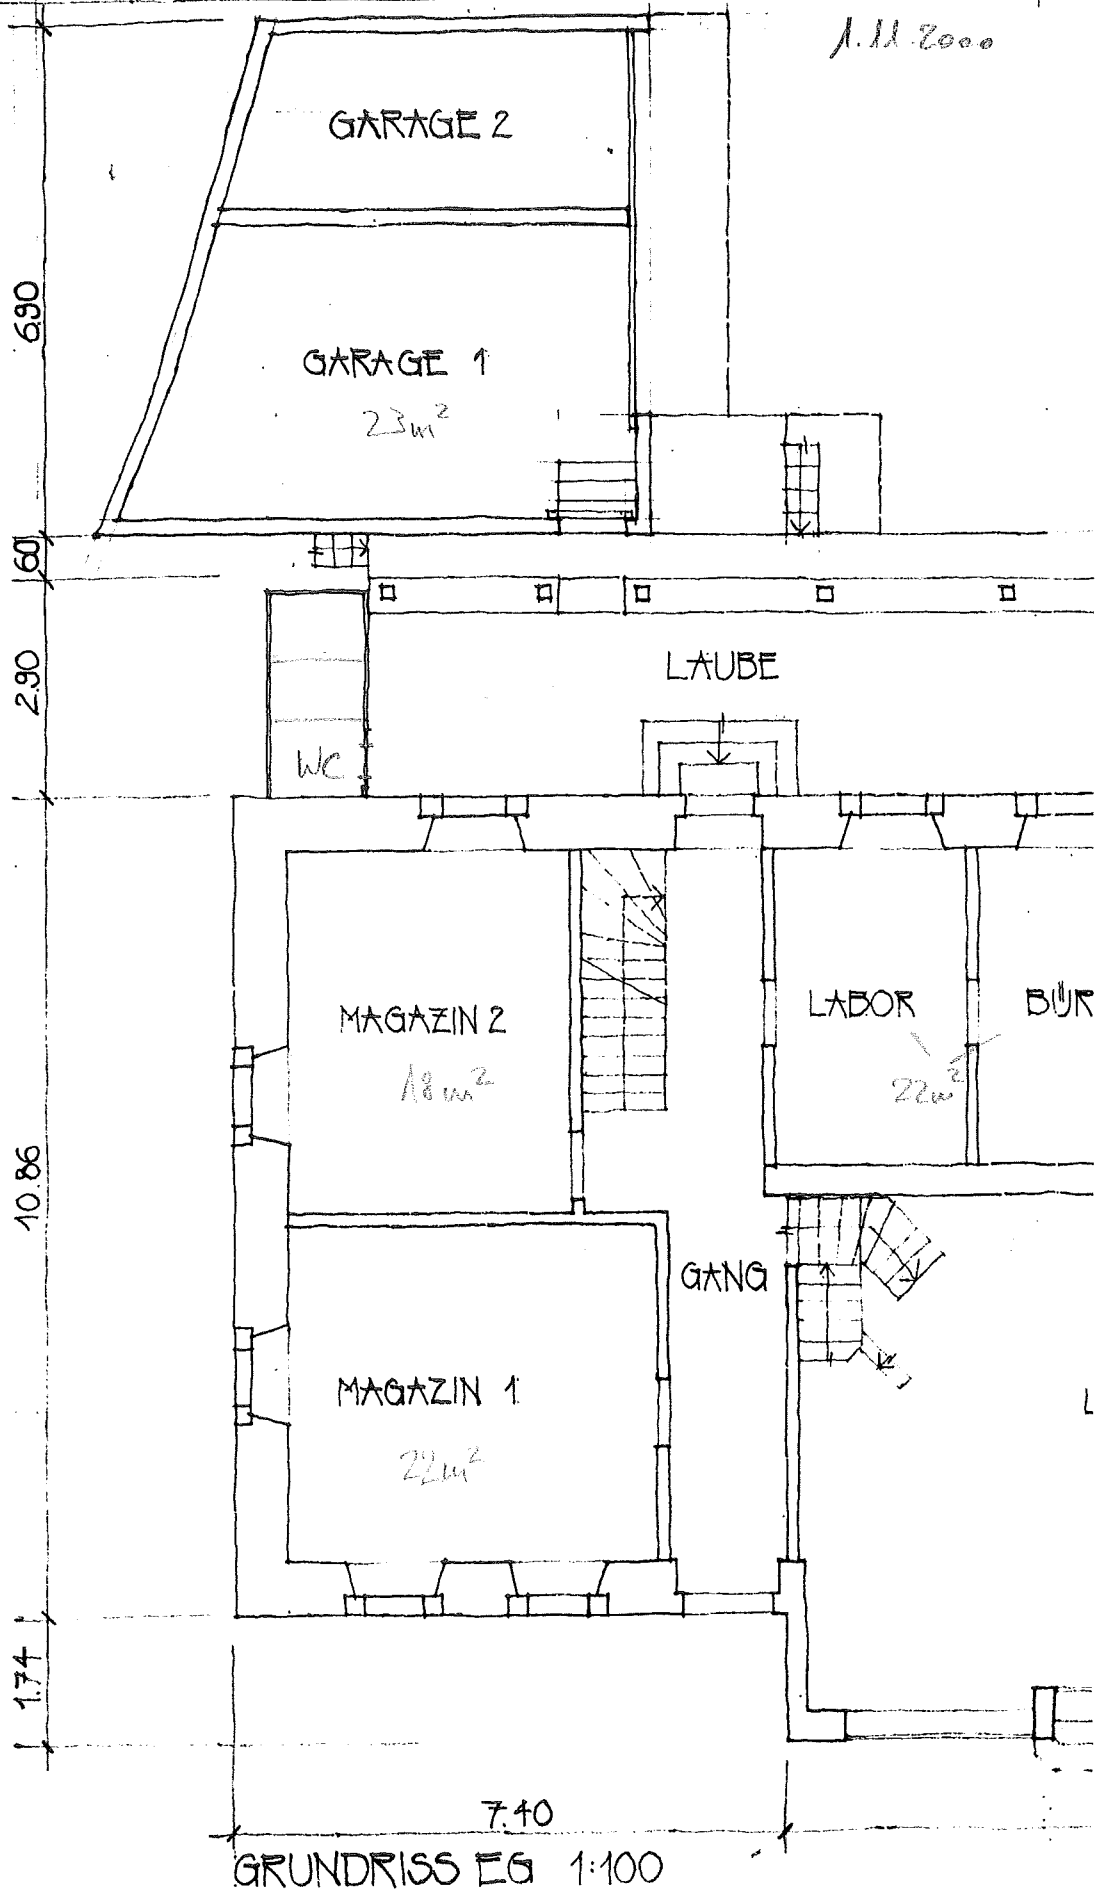 1.11.2000
GARAGE 2
6.90
GARAGE 1
23m²
60
2.90
LAUBE
WC
MAGAZIN 2
18m²
LABOR
BÜR
22m²
10.86
GANG
MAGAZIN 1
22m²
L
1.74
7.40
GRUNDRISS EG 1:100